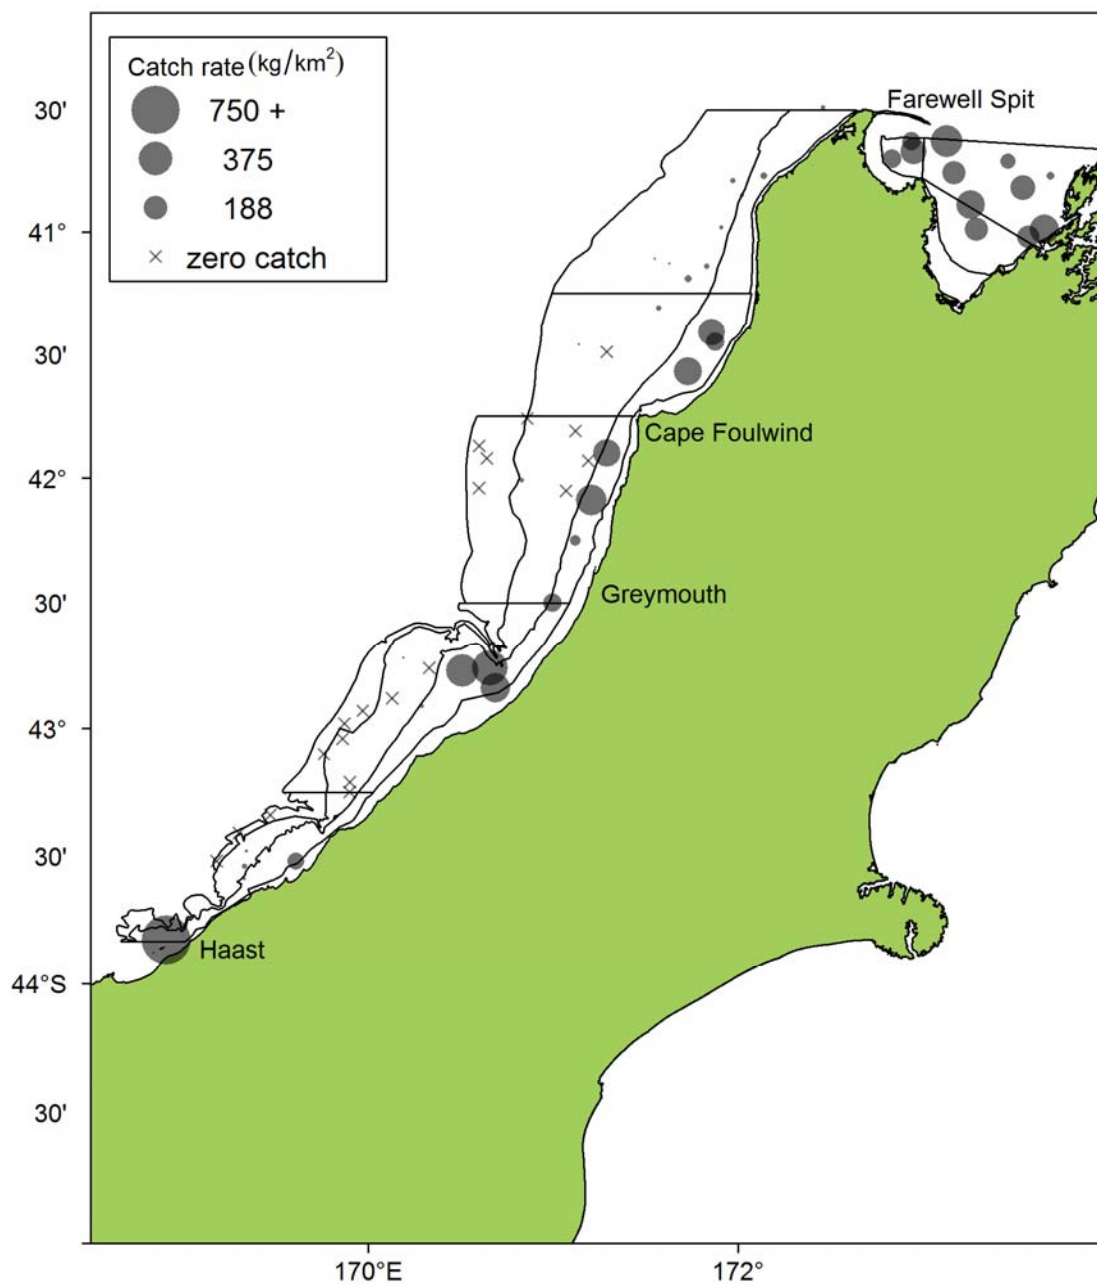 Catch rate (kg/km²)
750 +
375
188
× zero catch
Farewell Spit
30'
41°
30'
Cape Foulwind
42°
Greymouth
30'
43°
30'
Haast
44°S
30'
170°E
172°